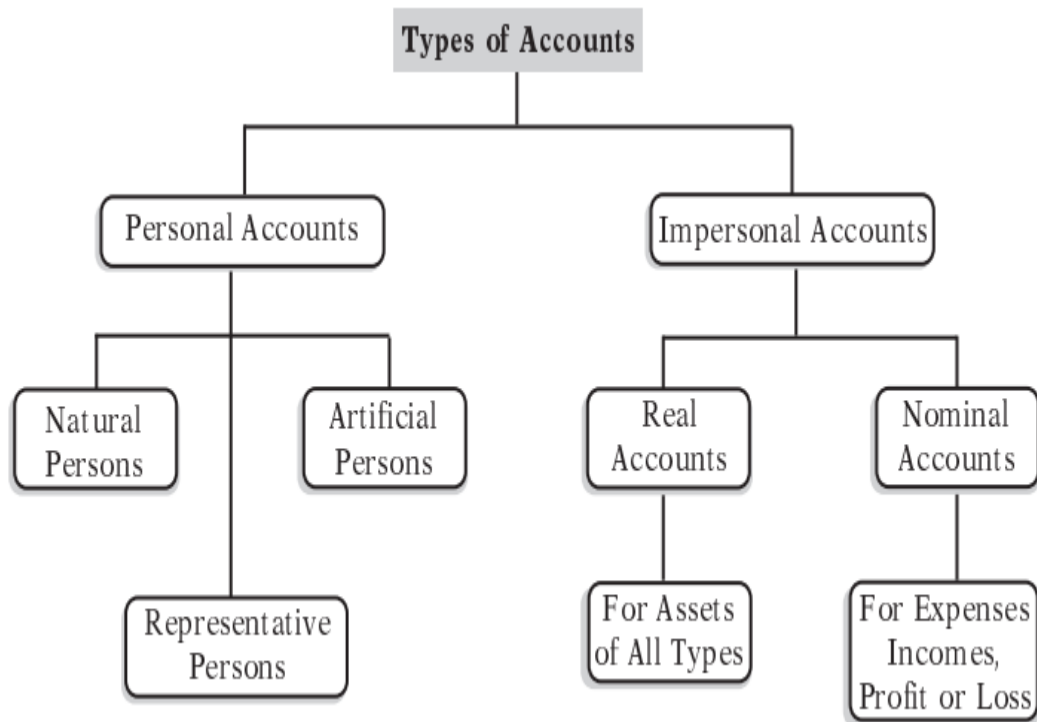 Types of Accounts
Personal Accounts
Impersonal Accounts
Natural
Persons
Artificial
Persons
Real
Accounts
Nominal
Accounts
Representative
Persons
For Assets
of All Types
For Expenses
Incomes,
Profit or Loss